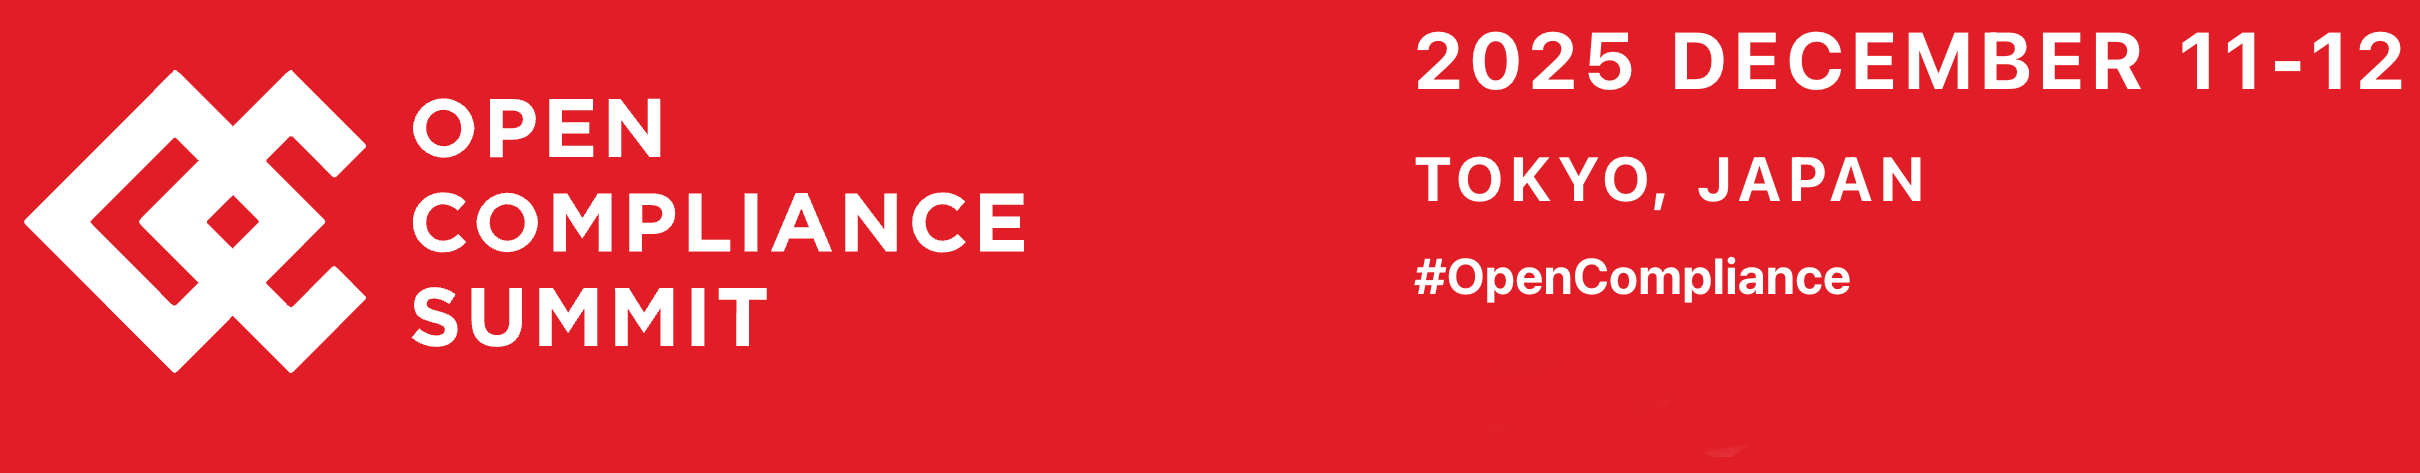 OPEN
COMPLIANCE
SUMMIT
2025 DECEMBER 11-12
TOKYO, JAPAN
#OpenCompliance